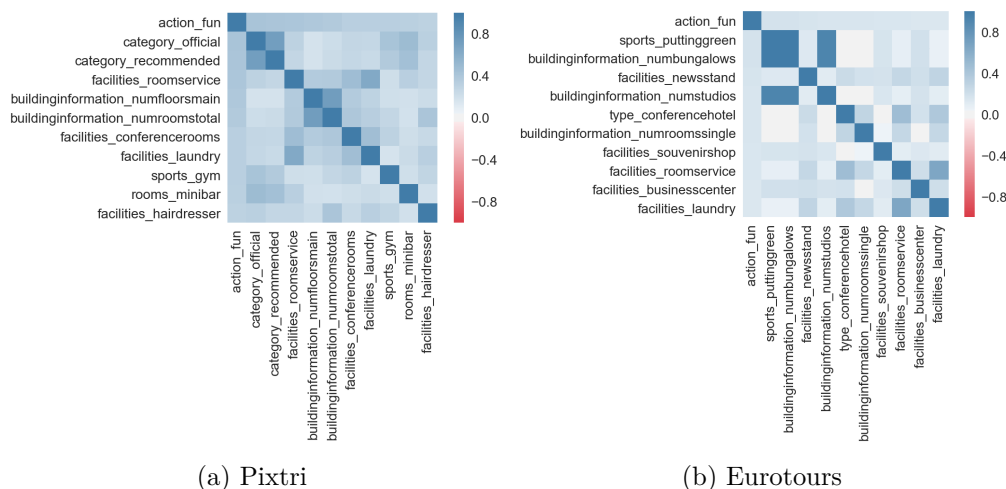 action_fun
category_official
category_recommended
facilities_roomservice
buildinginformation_numfloorsmain
buildinginformation_numroomstotal
facilities_conferencerooms
facilities_laundry
sports_gym
rooms_minibar
facilities_hairdresser
action_fun
category_official
category_recommended
facilities_roomservice
buildinginformation_numfloorsmain
buildinginformation_numroomstotal
facilities_conferencerooms
facilities_laundry
sports_gym
rooms_minibar
facilities_hairdresser
0.8
0.4
0.0
−0.4
−0.8
(a) Pixtri
action_fun
sports_puttinggreen
buildinginformation_numbungalows
facilities_newsstand
buildinginformation_numstudios
type_conferencehotel
buildinginformation_numroomssingle
facilities_souvenirshop
facilities_roomservice
facilities_businesscenter
facilities_laundry
action_fun
sports_puttinggreen
buildinginformation_numbungalows
facilities_newsstand
buildinginformation_numstudios
type_conferencehotel
buildinginformation_numroomssingle
facilities_souvenirshop
facilities_roomservice
facilities_businesscenter
facilities_laundry
0.8
0.4
0.0
−0.4
−0.8
(b) Eurotours